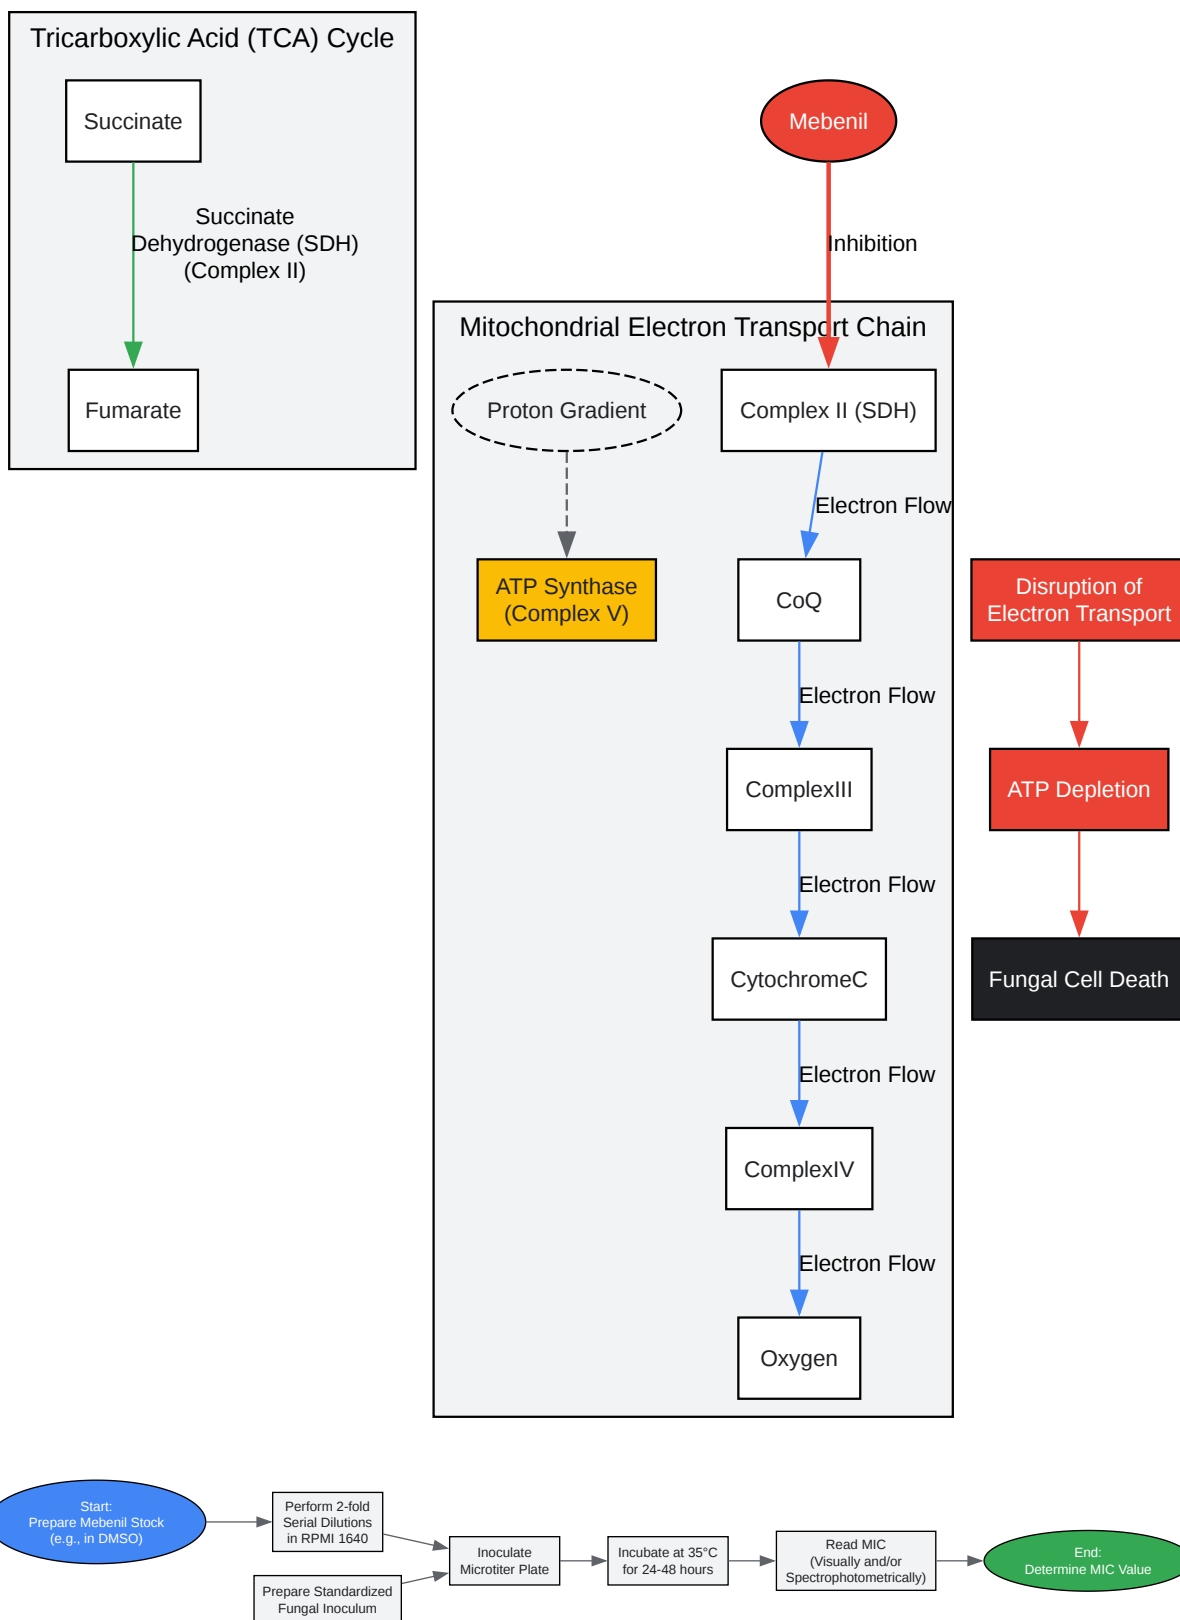 Tricarboxylic Acid (TCA) Cycle
Succinate
Succinate
Dehydrogenase (SDH)
(Complex II)
Fumarate
Mebenil
Inhibition
Mitochondrial Electron Transport Chain
Proton Gradient
ATP Synthase
(Complex V)
Complex II (SDH)
Electron Flow
CoQ
Electron Flow
ComplexIII
Electron Flow
CytochromeC
Electron Flow
ComplexIV
Electron Flow
Oxygen
Disruption of
Electron Transport
ATP Depletion
Fungal Cell Death
Start:
Prepare Mebenil Stock
(e.g., in DMSO)
Perform 2-fold
Serial Dilutions
in RPMI 1640
Prepare Standardized
Fungal Inoculum
Inoculate
Microtiter Plate
Incubate at 35°C
for 24-48 hours
Read MIC
(Visually and/or
Spectrophotometrically)
End:
Determine MIC Value